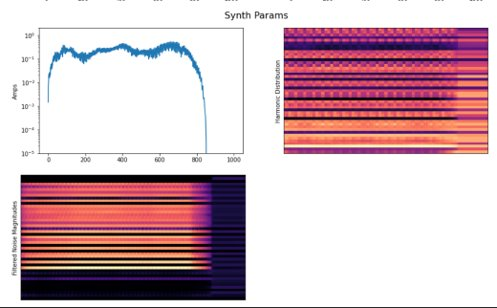 Synth Params
Amps
10⁰
10⁻¹
10⁻²
10⁻³
10⁻⁴
10⁻⁵
0 200 400 600 800 1000
Harmonic Distribution
Filtered Noise Magnitudes